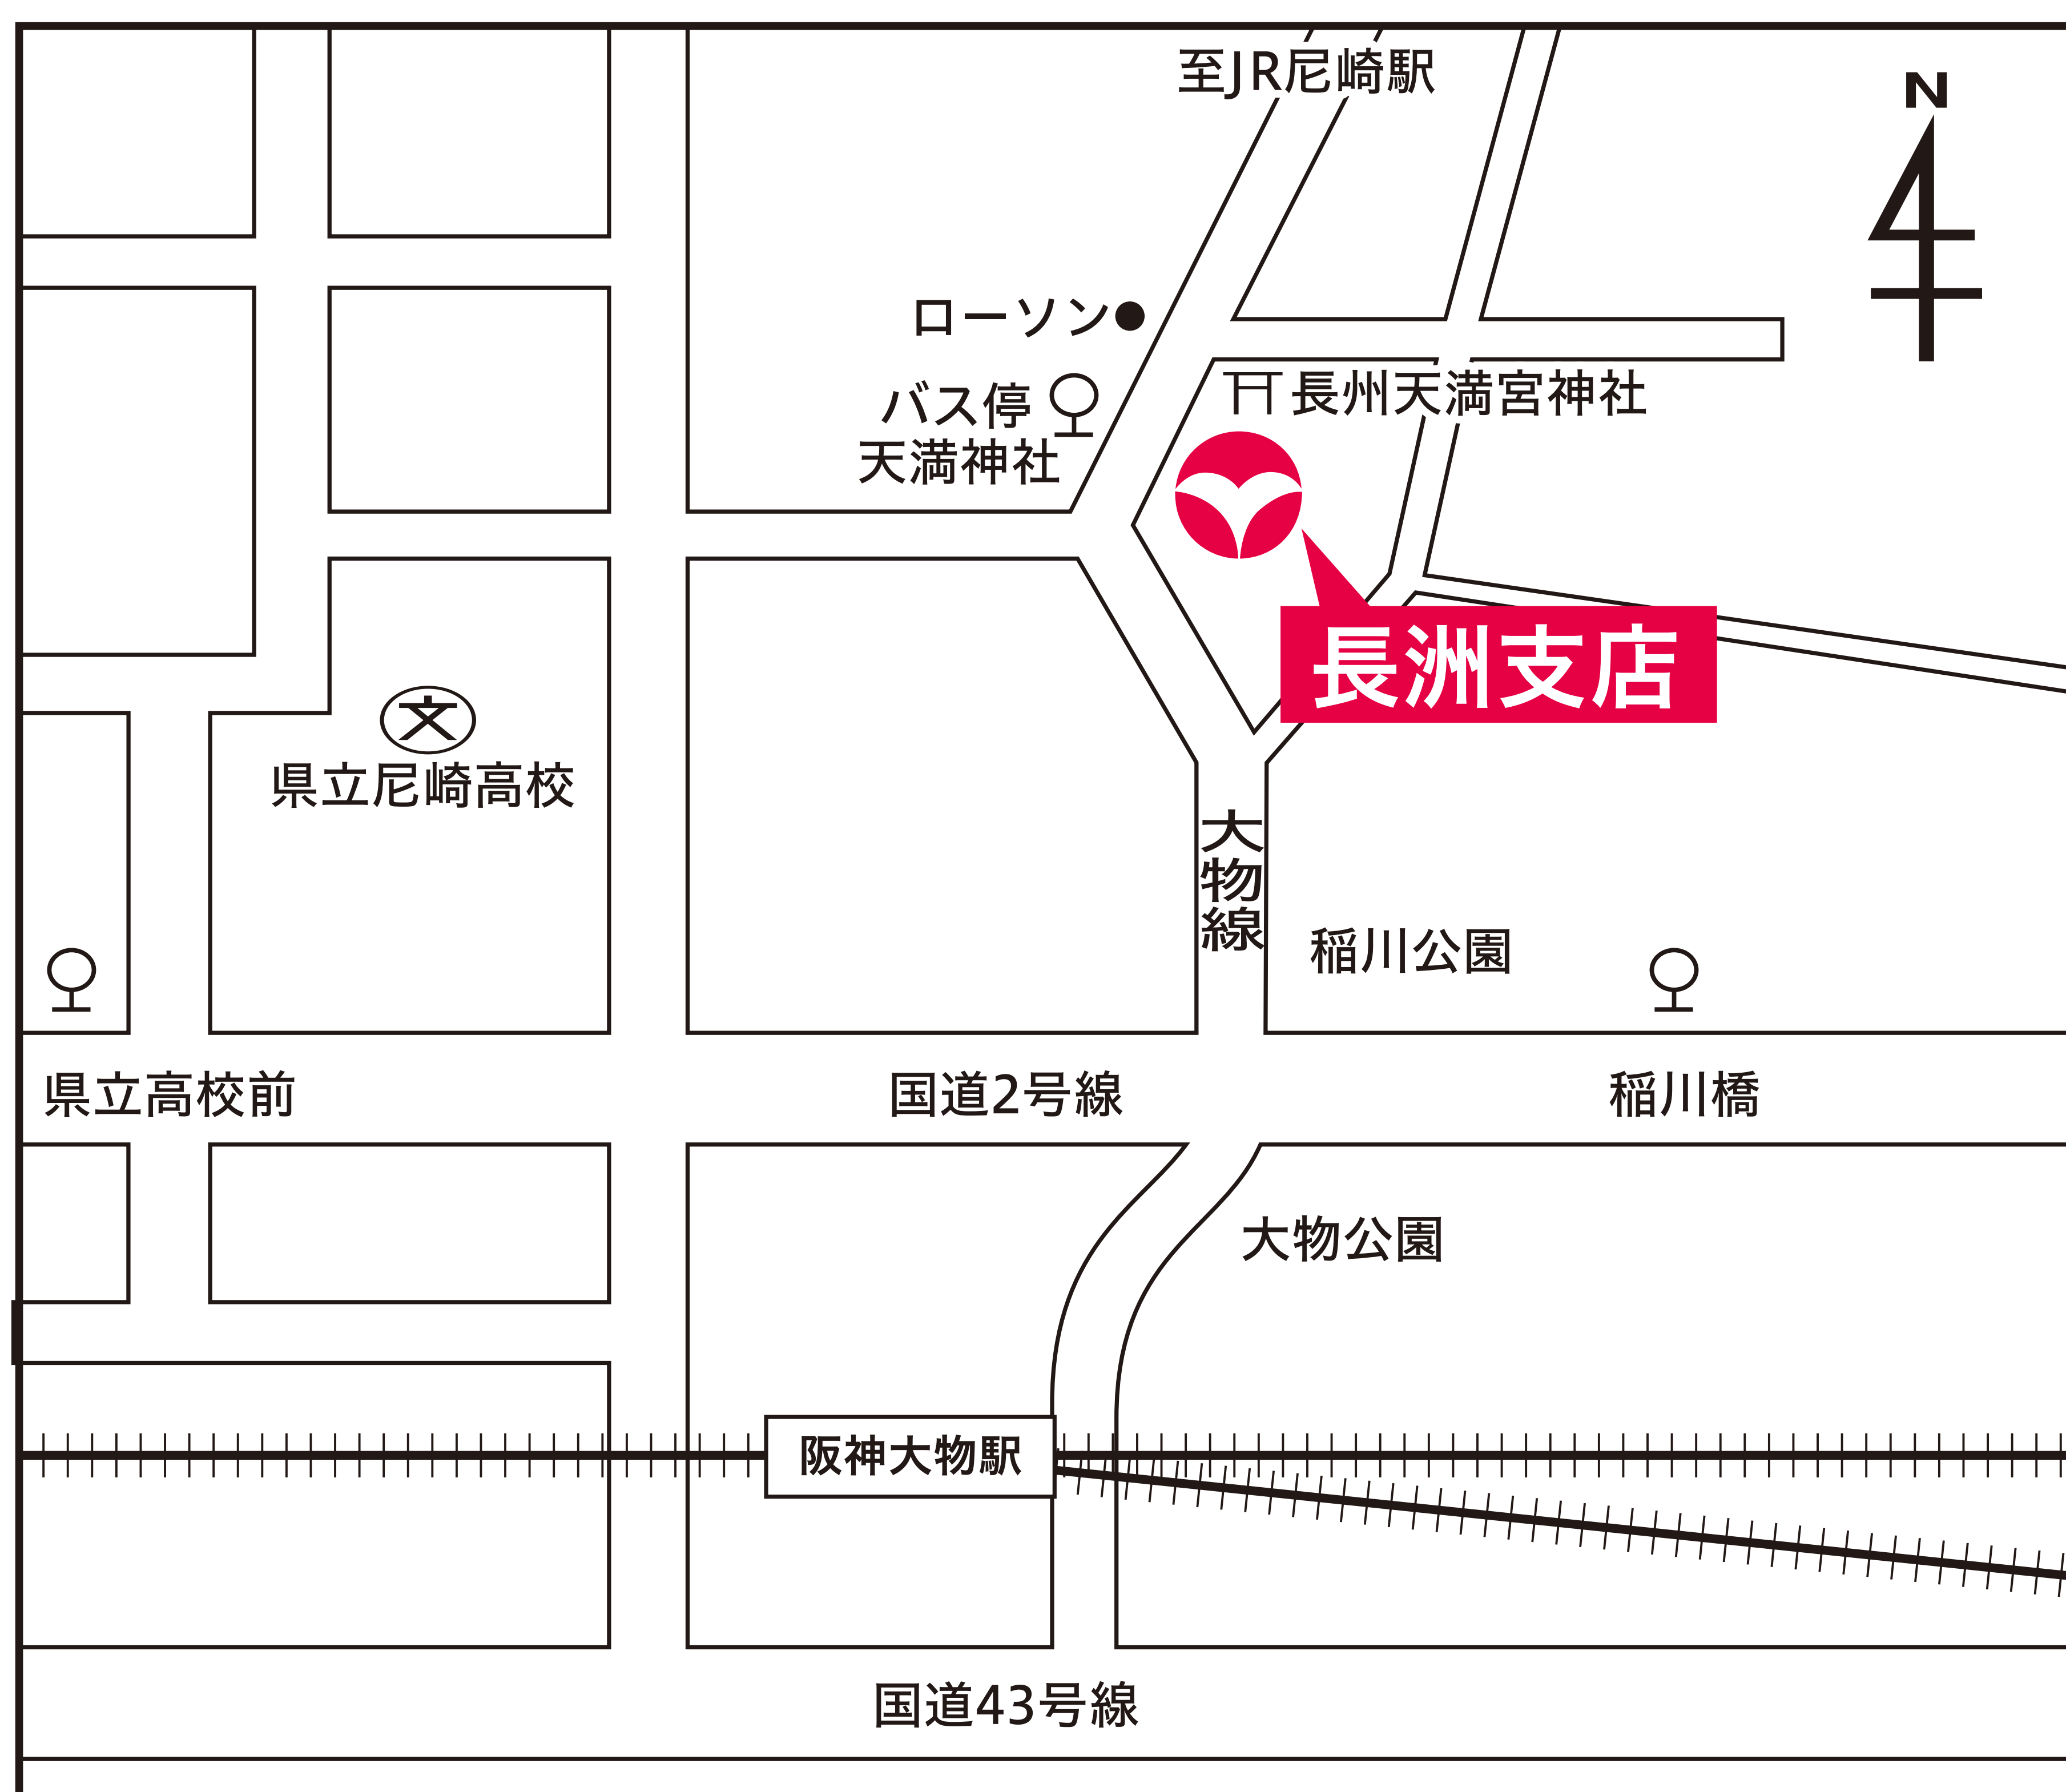 至JR尼崎駅
N
ローソン
バス停
天満神社
長州天満宮神社
長洲支店
文
県立尼崎高校
大物線
稲川公園
県立高校前
国道2号線
稲川橋
大物公園
阪神大物駅
国道43号線